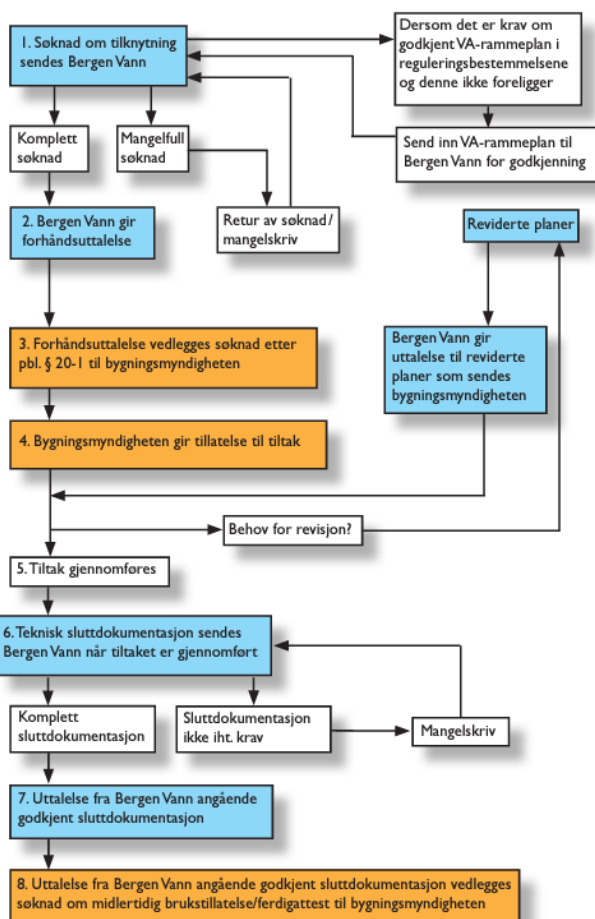 1. Søknad om tilknytning
sendes Bergen Vann
Dersom det er krav om
godkjent VA-rammeplan i
reguleringsbestemmelsene
og denne ikke foreligger
Komplett
søknad
Mangelfull
søknad
Send inn VA-rammeplan til
Bergen Vann for godkjenning
2. Bergen Vann gir
forhåndsuttalelse
Retur av søknad/
mangelskriv
Reviderte planer
3. Forhåndsuttalelse vedlegges søknad etter
pbl. § 20-1 til bygningsmyndigheten
Bergen Vann gir
uttalelse til reviderte
planer som sendes
bygningsmyndigheten
4. Bygningsmyndigheten gir tillatelse til tiltak
Behov for revisjon?
5. Tiltak gjennomføres
6. Teknisk sluttdokumentasjon sendes
Bergen Vann når tiltaket er gjennomført
Komplett
sluttdokumentasjon
Sluttdokumentasjon
ikke iht. krav
Mangelskriv
7. Uttalelse fra Bergen Vann angående
godkjent sluttdokumentasjon
8. Uttalelse fra Bergen Vann angående godkjent sluttdokumentasjon vedlegges
søknad om midlertidig brukstillatelse/ferdigattest til bygningsmyndigheten